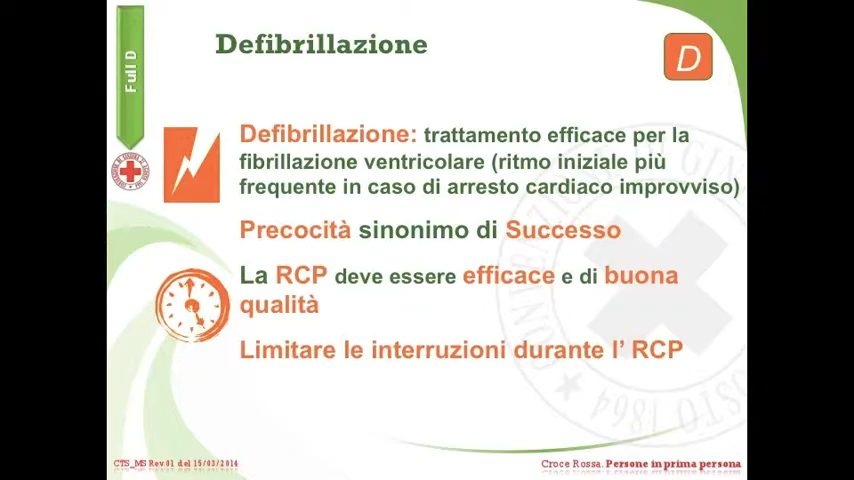 Full D
Defibrillazione
D
Defibrillazione: trattamento efficace per la
fibrillazione ventricolare (ritmo iniziale più
frequente in caso di arresto cardiaco improvviso)
Precocità sinonimo di Successo
La RCP deve essere efficace e di buona
qualità
Limitare le interruzioni durante l’ RCP
CTS_MS Rev.01 del 15/03/2014
Croce Rossa. Persone in prima persona